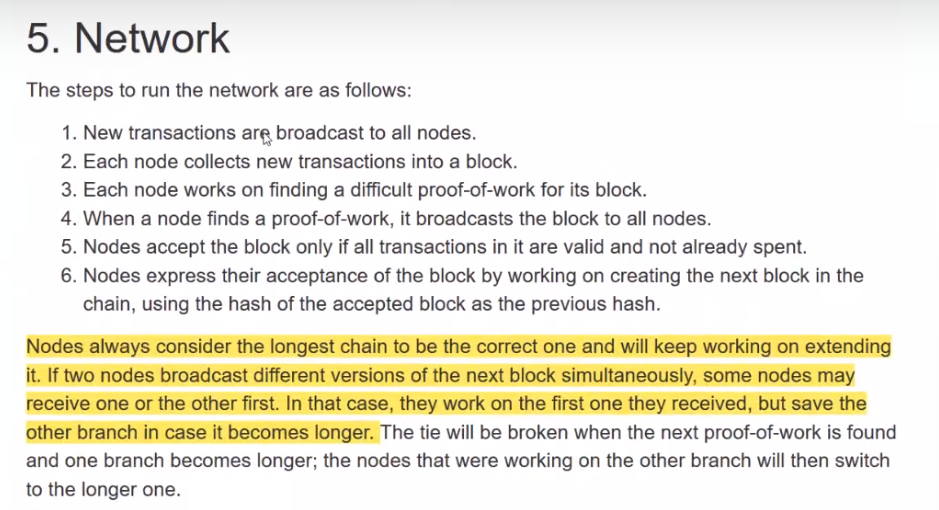 5. Network
The steps to run the network are as follows:
1. New transactions are broadcast to all nodes.
2. Each node collects new transactions into a block.
3. Each node works on finding a difficult proof-of-work for its block.
4. When a node finds a proof-of-work, it broadcasts the block to all nodes.
5. Nodes accept the block only if all transactions in it are valid and not already spent.
6. Nodes express their acceptance of the block by working on creating the next block in the
chain, using the hash of the accepted block as the previous hash.
Nodes always consider the longest chain to be the correct one and will keep working on extending
it. If two nodes broadcast different versions of the next block simultaneously, some nodes may
receive one or the other first. In that case, they work on the first one they received, but save the
other branch in case it becomes longer. The tie will be broken when the next proof-of-work is found
and one branch becomes longer; the nodes that were working on the other branch will then switch
to the longer one.